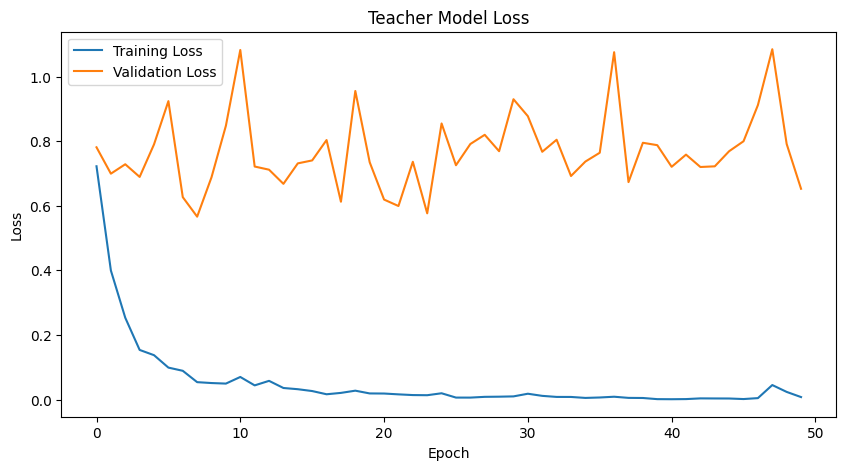 Teacher Model Loss
Training Loss
Validation Loss
1.0
0.8
0.6
0.4
0.2
0.0
Loss
0 10 20 30 40 50
Epoch